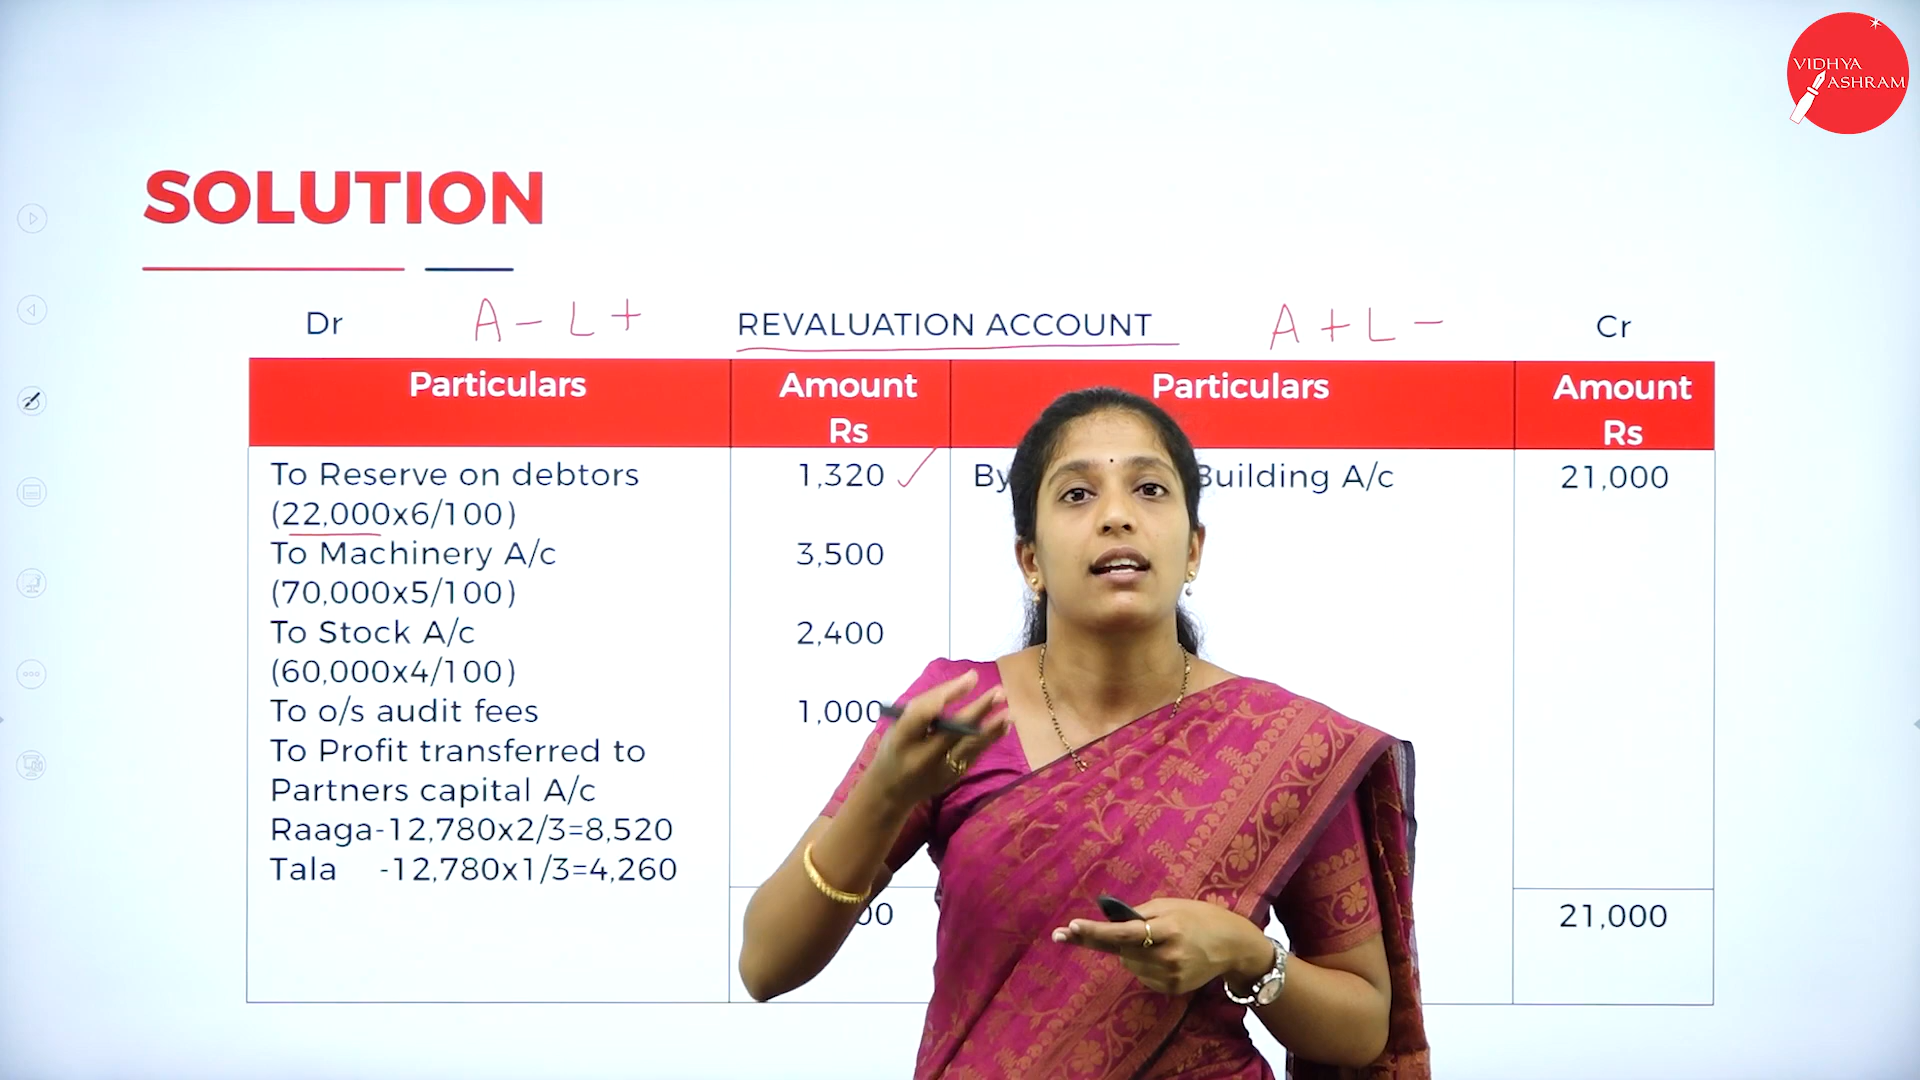 VIDHYA
ASHRAM
SOLUTION
Dr A - L + REVALUATION ACCOUNT A + L - Cr
Particulars Amount Rs Particulars Amount Rs
To Reserve on debtors 1,320 By Building A/c 21,000
(22,000x6/100)
To Machinery A/c 3,500
(70,000x5/100)
To Stock A/c 2,400
(60,000x4/100)
To o/s audit fees 1,000
To Profit transferred to
Partners capital A/c
Raaga-12,780x2/3=8,520
Tala -12,780x1/3=4,260
21,000